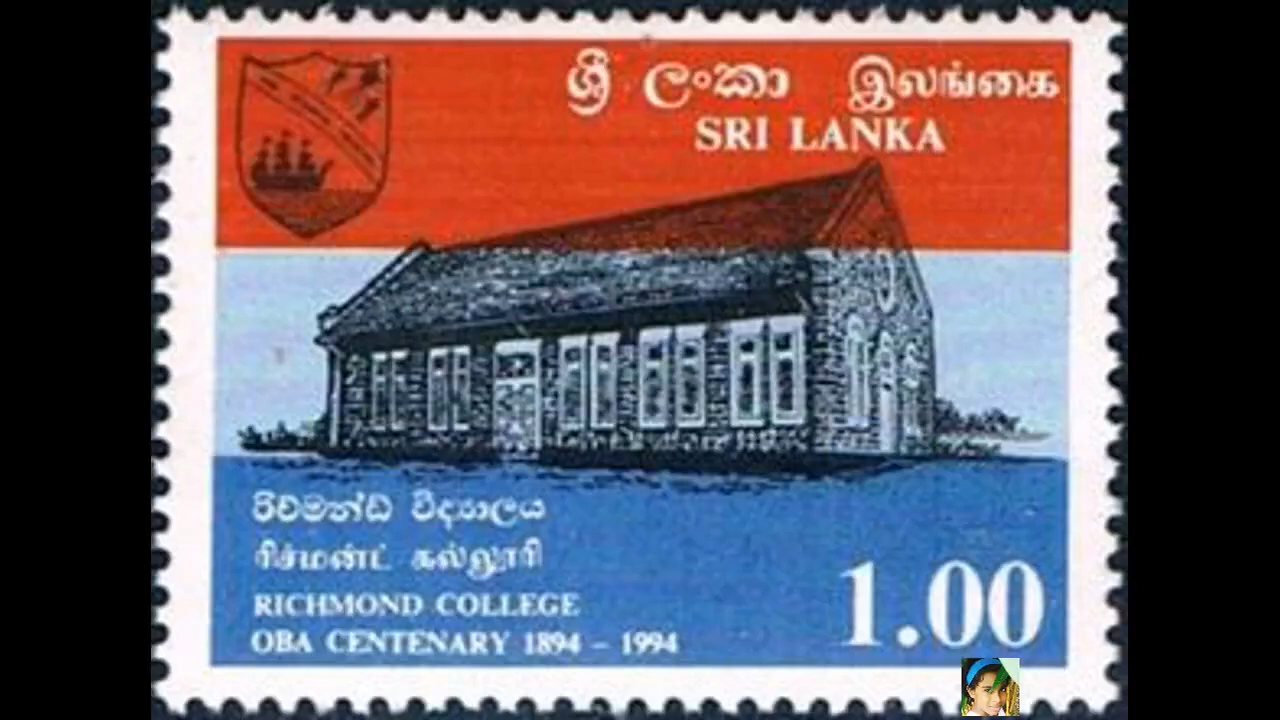 ශ්‍රී ලංකා இலங்கை
SRI LANKA
රිච්මන්ඩ් විද්‍යාලය
ரிச்மண்ட் கல்லூரி
RICHMOND COLLEGE
OBA CENTENARY 1894 – 1994
1.00